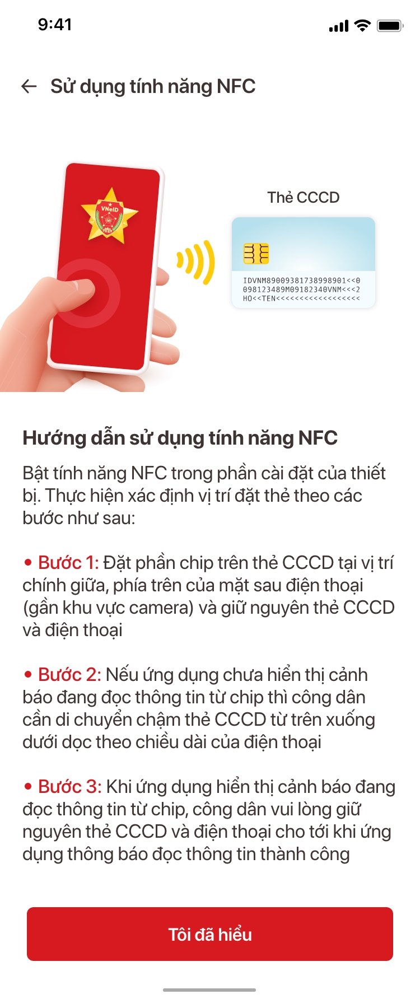 9:41
Sử dụng tính năng NFC
VNeID
Thẻ CCCD
IDVNM89009381738998901<<0
098123489M09182340VNM<<<2
HO<<TEN<<<<<<<<<<<<<<<<<<
Hướng dẫn sử dụng tính năng NFC
Bật tính năng NFC trong phần cài đặt của thiết
bị. Thực hiện xác định vị trí đặt thẻ theo các
bước như sau:
• Bước 1: Đặt phần chip trên thẻ CCCD tại vị trí
chính giữa, phía trên của mặt sau điện thoại
(gần khu vực camera) và giữ nguyên thẻ CCCD
và điện thoại
• Bước 2: Nếu ứng dụng chưa hiển thị cảnh
báo đang đọc thông tin từ chip thì công dân
cần di chuyển chậm thẻ CCCD từ trên xuống
dưới dọc theo chiều dài của điện thoại
• Bước 3: Khi ứng dụng hiển thị cảnh báo đang
đọc thông tin từ chip, công dân vui lòng giữ
nguyên thẻ CCCD và điện thoại cho tới khi ứng
dụng thông báo đọc thông tin thành công
Tôi đã hiểu